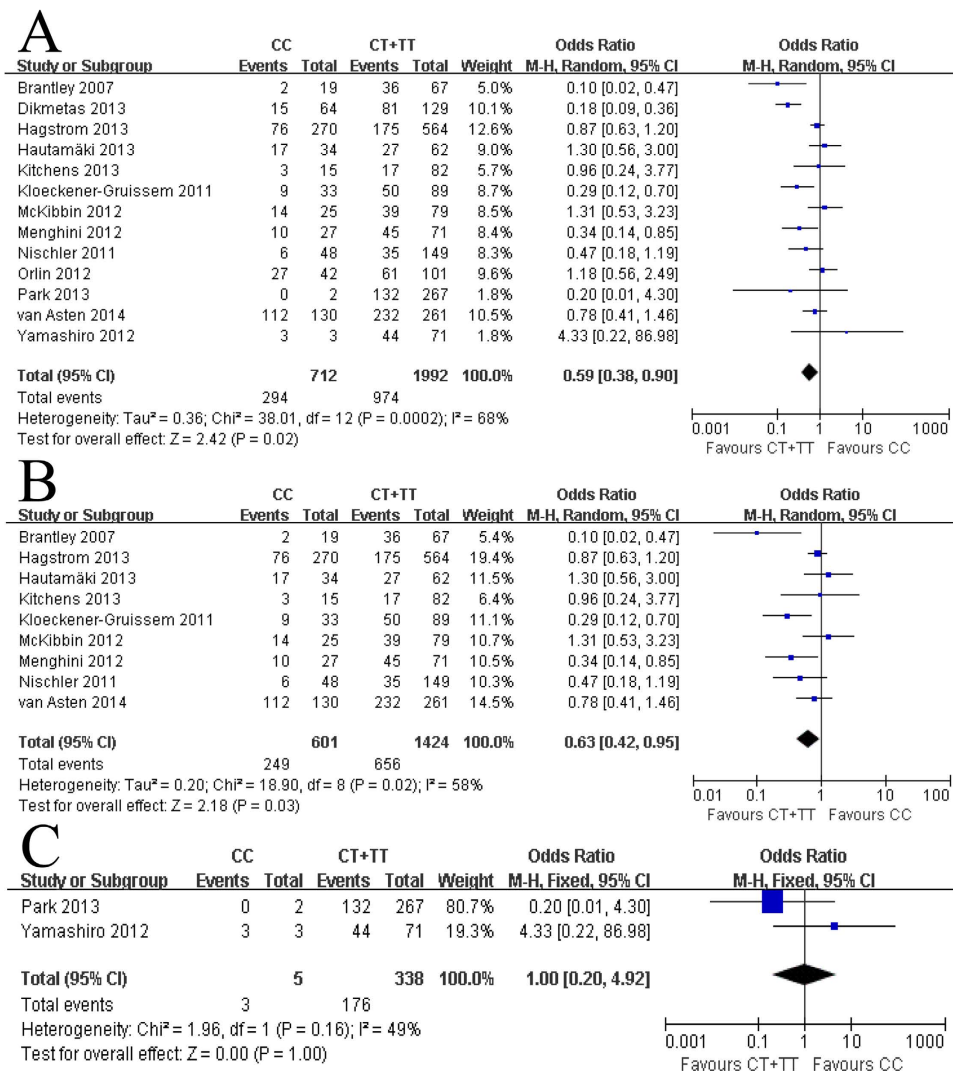 A
CC CT+TT Odds Ratio Odds Ratio
Study or Subgroup Events Total Events Total Weight M-H, Random, 95% CI M-H, Random, 95% CI
Brantley 2007 2 19 36 67 5.0% 0.10 [0.02, 0.47]
Dikmetas 2013 15 64 81 129 10.1% 0.18 [0.09, 0.36]
Hagstrom 2013 76 270 175 564 12.6% 0.87 [0.63, 1.20]
Hautamäki 2013 17 34 27 62 9.0% 1.30 [0.56, 3.00]
Kitchens 2013 3 15 17 82 5.7% 0.96 [0.24, 3.77]
Kloeckener-Gruissem 2011 9 33 50 89 8.7% 0.29 [0.12, 0.70]
McKibbin 2012 14 25 39 79 8.5% 1.31 [0.53, 3.23]
Menghini 2012 10 27 45 71 8.4% 0.34 [0.14, 0.85]
Nischler 2011 6 48 35 149 8.3% 0.47 [0.18, 1.19]
Orlin 2012 27 42 61 101 9.6% 1.18 [0.56, 2.49]
Park 2013 0 2 132 267 1.8% 0.20 [0.01, 4.30]
van Asten 2014 112 130 232 261 10.5% 0.78 [0.41, 1.46]
Yamashiro 2012 3 3 44 71 1.8% 4.33 [0.22, 86.98]
Total (95% CI) 712 1992 100.0% 0.59 [0.38, 0.90]
Total events 294 974
Heterogeneity: Tau² = 0.36; Chi² = 38.01, df = 12 (P = 0.0002); I² = 68%
Test for overall effect: Z = 2.42 (P = 0.02)
0.1 1 10 1000
Favours CT+TT Favours CC
B
CC CT+TT Odds Ratio Odds Ratio
Study or Subgroup Events Total Events Total Weight M-H, Random, 95% CI M-H, Random, 95% CI
Brantley 2007 2 19 36 67 5.4% 0.10 [0.02, 0.47]
Hagstrom 2013 76 270 175 564 19.4% 0.87 [0.63, 1.20]
Hautamäki 2013 17 34 27 62 11.5% 1.30 [0.56, 3.00]
Kitchens 2013 3 15 17 82 6.4% 0.96 [0.24, 3.77]
Kloeckener-Gruissem 2011 9 33 50 89 11.1% 0.29 [0.12, 0.70]
McKibbin 2012 14 25 39 79 10.7% 1.31 [0.53, 3.23]
Menghini 2012 10 27 45 71 10.5% 0.34 [0.14, 0.85]
Nischler 2011 6 48 35 149 10.3% 0.47 [0.18, 1.19]
van Asten 2014 112 130 232 261 14.5% 0.78 [0.41, 1.46]
Total (95% CI) 601 1424 100.0% 0.63 [0.42, 0.95]
Total events 249 656
Heterogeneity: Tau² = 0.20; Chi² = 18.90, df = 8 (P = 0.02); I² = 58%
Test for overall effect: Z = 2.18 (P = 0.03)
0.01 0.1 1 10 100
Favours CT+TT Favours CC
C
CC CT+TT Odds Ratio Odds Ratio
Study or Subgroup Events Total Events Total Weight M-H, Fixed, 95% CI M-H, Fixed, 95% CI
Park 2013 0 2 132 267 80.7% 0.20 [0.01, 4.30]
Yamashiro 2012 3 3 44 71 19.3% 4.33 [0.22, 86.98]
Total (95% CI) 5 338 100.0% 1.00 [0.20, 4.92]
Total events 3 176
Heterogeneity: Chi² = 1.96, df = 1 (P = 0.16); I² = 49%
Test for overall effect: Z = 0.00 (P = 1.00)
0.001 0.1 1 10 1000
Favours CT+TT Favours CC